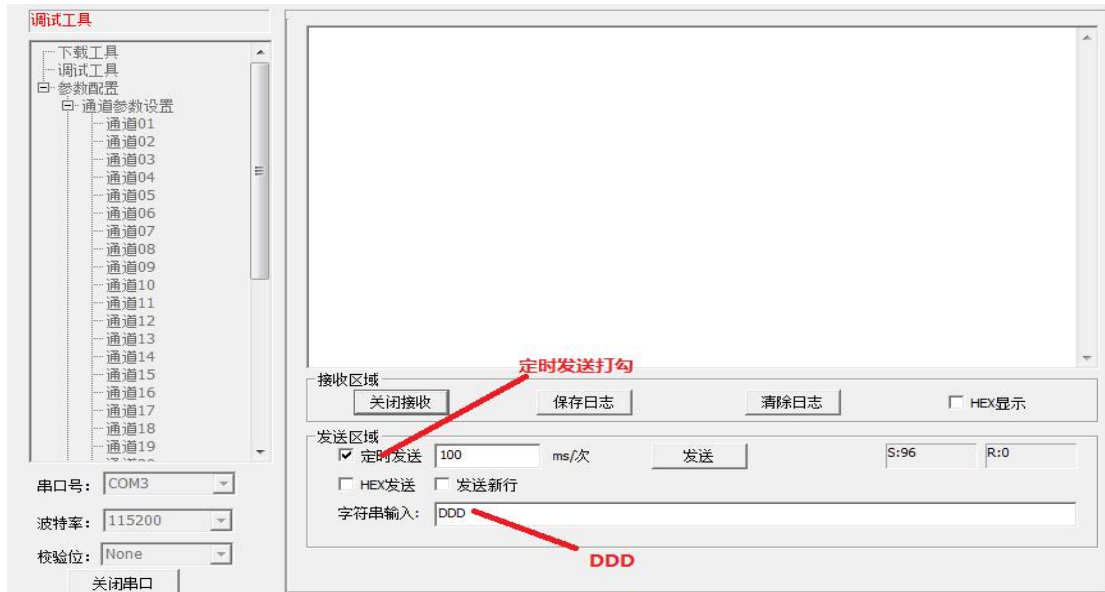 调试工具
下载工具
调试工具
参数配置
通道参数设置
通道01
通道02
通道03
通道04
通道05
通道06
通道07
通道08
通道09
通道10
通道11
通道12
通道13
通道14
通道15
通道16
通道17
通道18
通道19
串口号: COM3
波特率: 115200
校验位: None
关闭串口
定时发送打勾
接收区域
关闭接收 保存日志 清除日志 HEX显示
发送区域
定时发送 100 ms/次 发送 S:96 R:0
HEX发送 发送新行
字符串输入: DDD
DDD